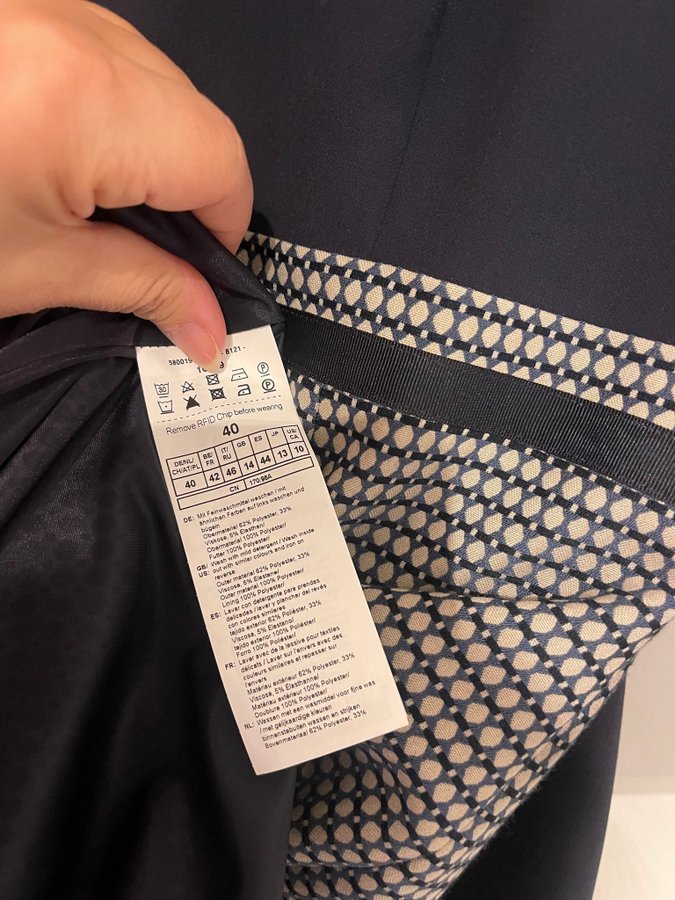 580019 - 8121 -
30 P
Remove RFID Chip before wearing
40
DE/NL/ BE/ IT/ GB ES JP US/
CH/AT/PL FR RU CA
40 42 46 14 44 13 10
CN 170/96A
DE: Mit Feinwaschmittel waschen / mit
ähnlichen Farben auf links waschen und
bügeln
Obermaterial 62% Polyester, 33%
Viskose, 5% Elasthan/
Obermaterial 100% Polyester/
Futter 100% Polyester/
GB/ Wash with mild detergent / Wash inside
US: out with similar colours and iron on
reverse
Outer material 62% Polyester, 33%
Viscose, 5% Elastane/
Outer material 100% Polyester/
Lining 100% Polyester/
ES: Lavar con detergente para prendas
delicadas / lavar y planchar del revés
con colores similares
tejido exterior 62% Poliéster, 33%
Viscosa, 5% Elastano/
tejido exterior 100% Poliéster/
Forro 100% Poliéster/
FR: Laver avec de la lessive pour textiles
délicats / Laver sur l'envers avec des
couleurs similaires et repasser sur
l'envers
Matériau extérieur 62% Polyester, 33%
Viscose, 5% Elasthanne/
Matériau extérieur 100% Polyester/
Doublure 100% Polyester/
NL: Wassen met een wasmiddel voor fijne was
/ met gelijkaardige kleuren
binnenstebuiten wassen en strijken
Bovenmateriaal 62% Polyester, 33%